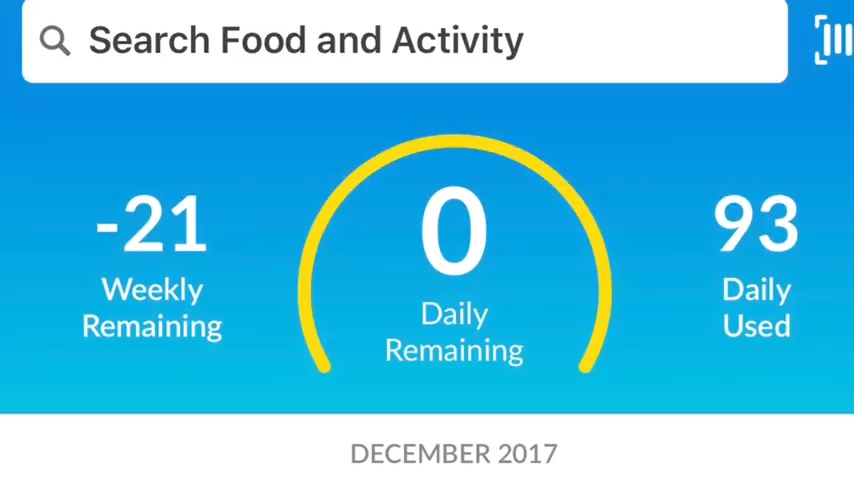 Search Food and Activity
-21
Weekly
Remaining
0
Daily
Remaining
93
Daily
Used
DECEMBER 2017